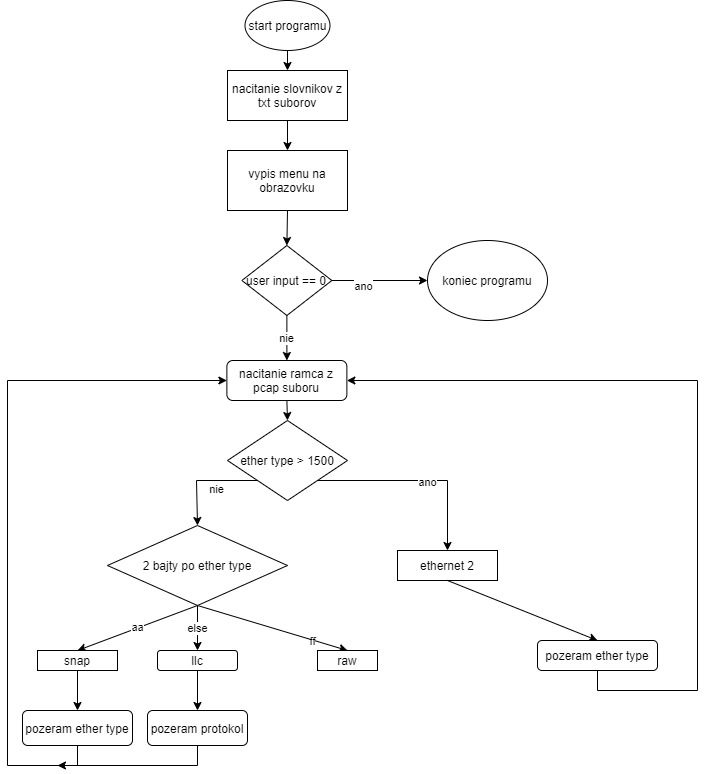 start programu
nacitanie slovnikov z
txt suborov
vypis menu na
obrazovku
user input == 0
ano
koniec programu
nie
nacitanie ramca z
pcap suboru
ether type > 1500
nie
ano
2 bajty po ether type
ethernet 2
aa
else
ff
snap
llc
raw
pozeram ether type
pozeram ether type
pozeram protokol